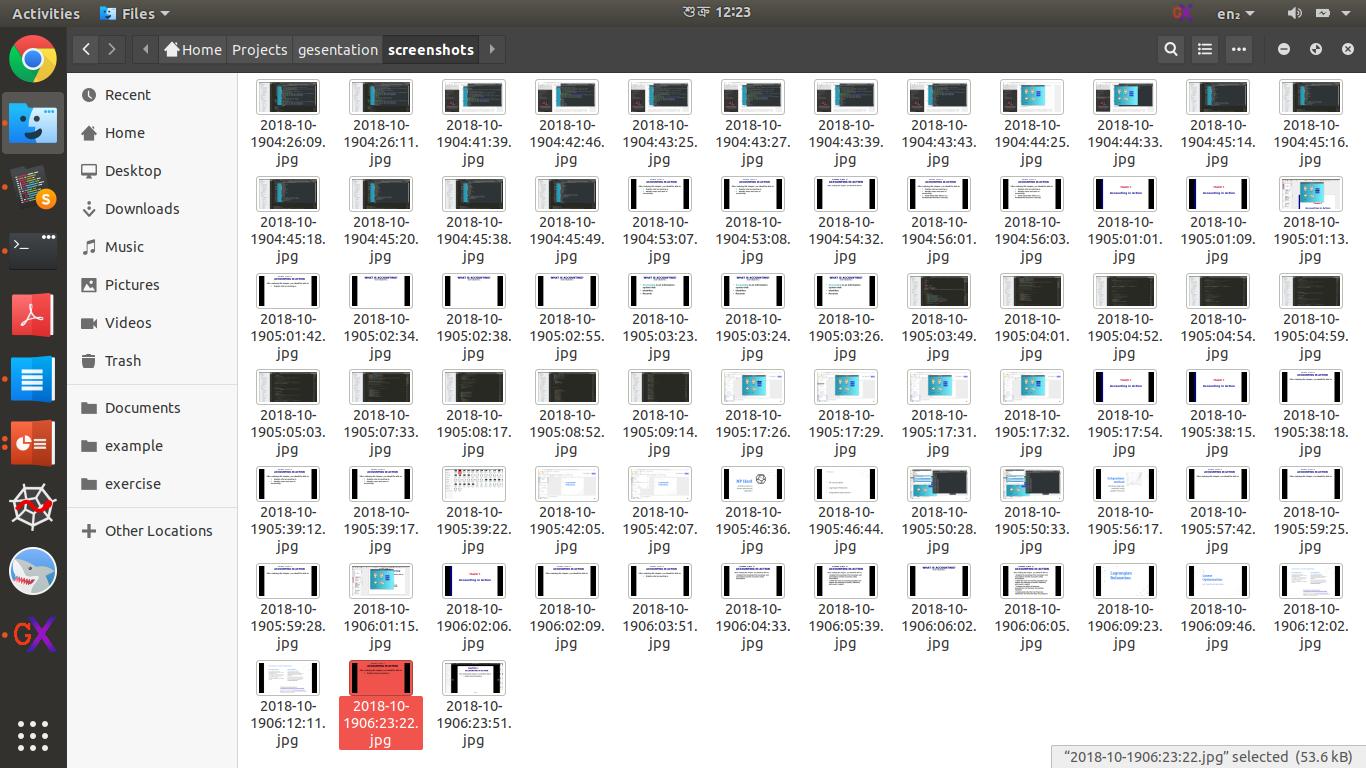 Activities Files শুক্র 12:23 en₂
Home Projects gesentation screenshots
Recent
Home
Desktop
Downloads
Music
Pictures
Videos
Trash
Documents
example
exercise
Other Locations
2018-10- 2018-10- 2018-10- 2018-10- 2018-10- 2018-10- 2018-10- 2018-10- 2018-10- 2018-10- 2018-10- 2018-10-
1904:26:09. 1904:26:11. 1904:41:39. 1904:42:46. 1904:43:25. 1904:43:27. 1904:43:39. 1904:43:43. 1904:44:25. 1904:44:33. 1904:45:14. 1904:45:16.
jpg jpg jpg jpg jpg jpg jpg jpg jpg jpg jpg jpg
2018-10- 2018-10- 2018-10- 2018-10- 2018-10- 2018-10- 2018-10- 2018-10- 2018-10- 2018-10- 2018-10- 2018-10-
1904:45:18. 1904:45:20. 1904:45:38. 1904:45:49. 1904:53:07. 1904:53:08. 1904:54:32. 1904:56:01. 1904:56:03. 1905:01:01. 1905:01:09. 1905:01:13.
jpg jpg jpg jpg jpg jpg jpg jpg jpg jpg jpg jpg
2018-10- 2018-10- 2018-10- 2018-10- 2018-10- 2018-10- 2018-10- 2018-10- 2018-10- 2018-10- 2018-10- 2018-10-
1905:01:42. 1905:02:34. 1905:02:38. 1905:02:55. 1905:03:23. 1905:03:24. 1905:03:26. 1905:03:49. 1905:04:01. 1905:04:52. 1905:04:54. 1905:04:59.
jpg jpg jpg jpg jpg jpg jpg jpg jpg jpg jpg jpg
2018-10- 2018-10- 2018-10- 2018-10- 2018-10- 2018-10- 2018-10- 2018-10- 2018-10- 2018-10- 2018-10- 2018-10-
1905:05:03. 1905:07:33. 1905:08:17. 1905:08:52. 1905:09:14. 1905:17:26. 1905:17:29. 1905:17:31. 1905:17:32. 1905:17:54. 1905:38:15. 1905:38:18.
jpg jpg jpg jpg jpg jpg jpg jpg jpg jpg jpg jpg
2018-10- 2018-10- 2018-10- 2018-10- 2018-10- 2018-10- 2018-10- 2018-10- 2018-10- 2018-10- 2018-10- 2018-10-
1905:39:12. 1905:39:17. 1905:39:22. 1905:42:05. 1905:42:07. 1905:46:36. 1905:46:44. 1905:50:28. 1905:50:33. 1905:56:17. 1905:57:42. 1905:59:25.
jpg jpg jpg jpg jpg jpg jpg jpg jpg jpg jpg jpg
2018-10- 2018-10- 2018-10- 2018-10- 2018-10- 2018-10- 2018-10- 2018-10- 2018-10- 2018-10- 2018-10- 2018-10-
1905:59:28. 1906:01:15. 1906:02:06. 1906:02:09. 1906:03:51. 1906:04:33. 1906:05:39. 1906:06:02. 1906:06:05. 1906:09:23. 1906:09:46. 1906:12:02.
jpg jpg jpg jpg jpg jpg jpg jpg jpg jpg jpg jpg
2018-10- 2018-10- 2018-10-
1906:12:11. 1906:23:22. 1906:23:51.
jpg jpg jpg
“2018-10-1906:23:22.jpg” selected (53.6 kB)